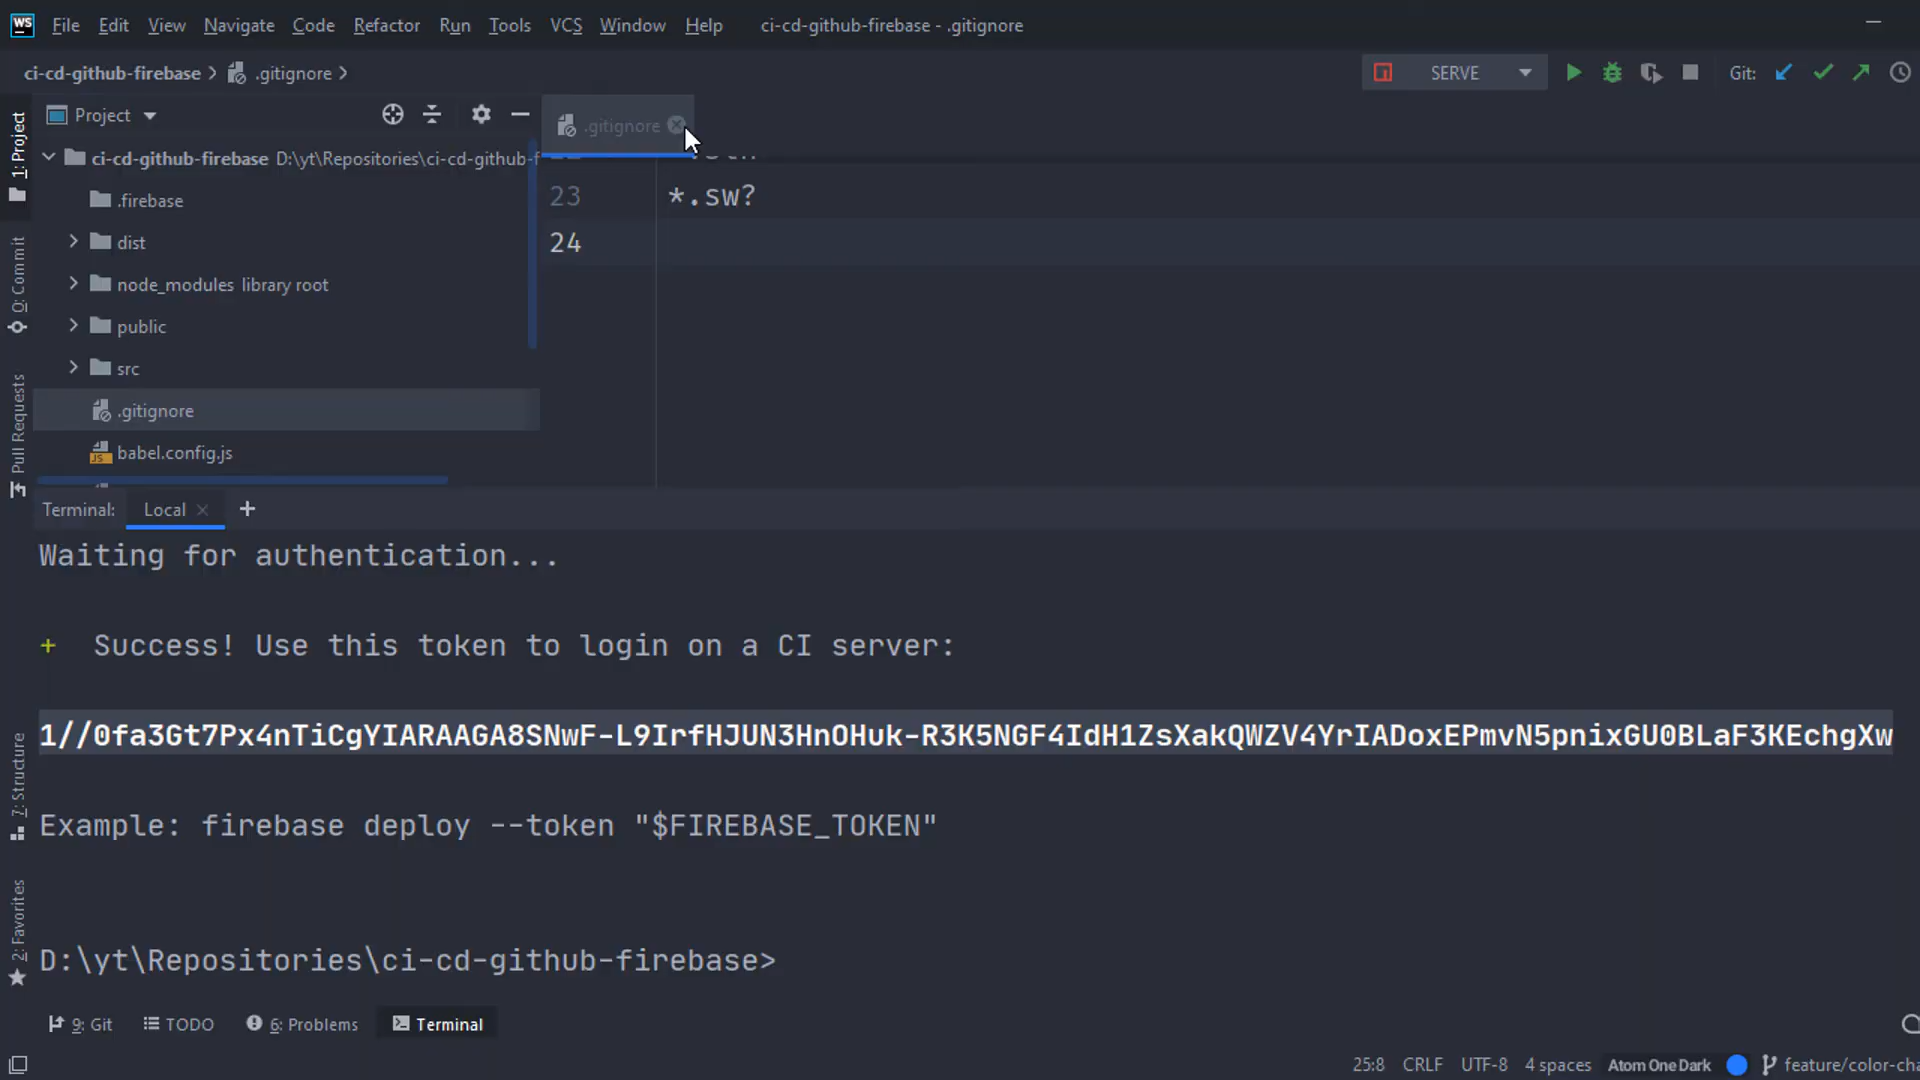 WS File Edit View Navigate Code Refactor Run Tools VCS Window Help ci-cd-github-firebase - .gitignore
ci-cd-github-firebase .gitignore SERVE Git:
1: Project
Project
.gitignore
ci-cd-github-firebase D:\yt\Repositories\ci-cd-github-f
.firebase
dist
node_modules library root
public
src
.gitignore
babel.config.js
23 *.sw?
24
0: Commit
Pull Requests
7: Structure
2: Favorites
Terminal: Local +
Waiting for authentication...
+ Success! Use this token to login on a CI server:
1//0fa3Gt7Px4nTiCgYIARAAGA8SNwF-L9IrfHJUN3HnOHuk-R3K5NGF4IdH1ZsXakQWZV4YrIADoxEPmvN5pnixGU0BLaF3KEchgXw
Example: firebase deploy --token "$FIREBASE_TOKEN"
D:\yt\Repositories\ci-cd-github-firebase>
9: Git TODO 6: Problems Terminal
25:8 CRLF UTF-8 4 spaces Atom One Dark feature/color-cha